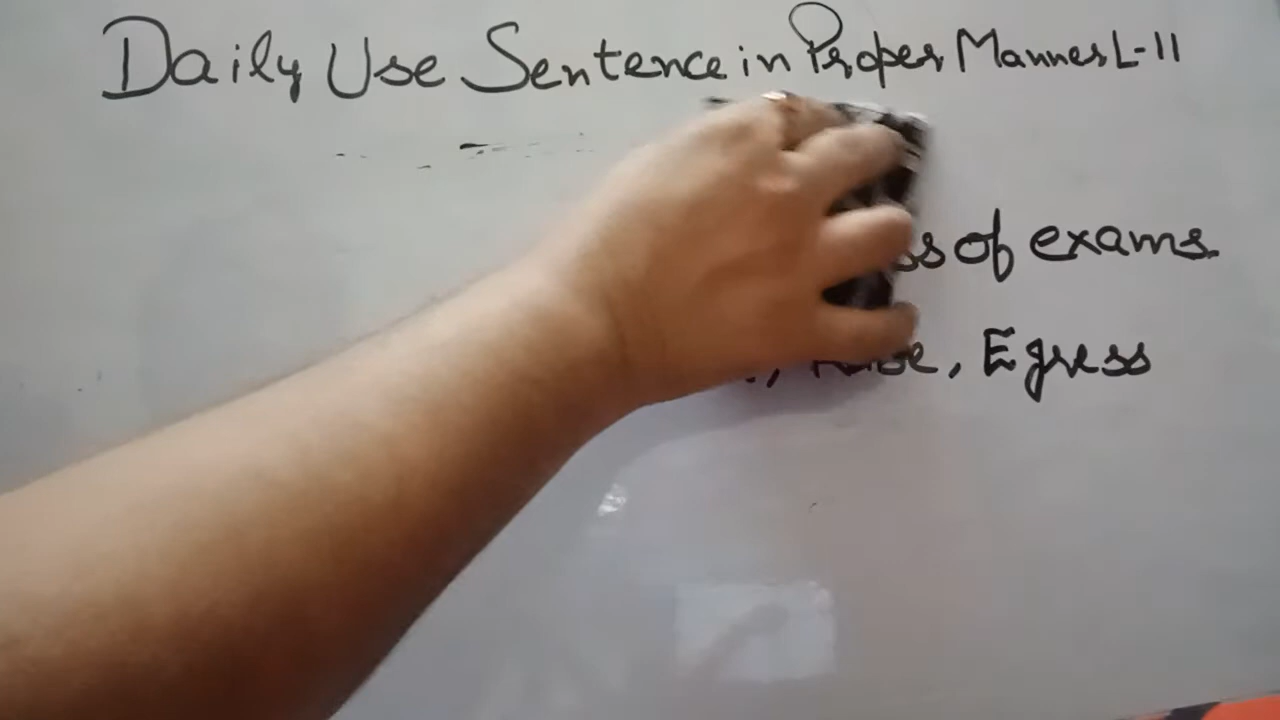 Daily Use Sentence in Proper Manner L-11
of exams.
, Egress